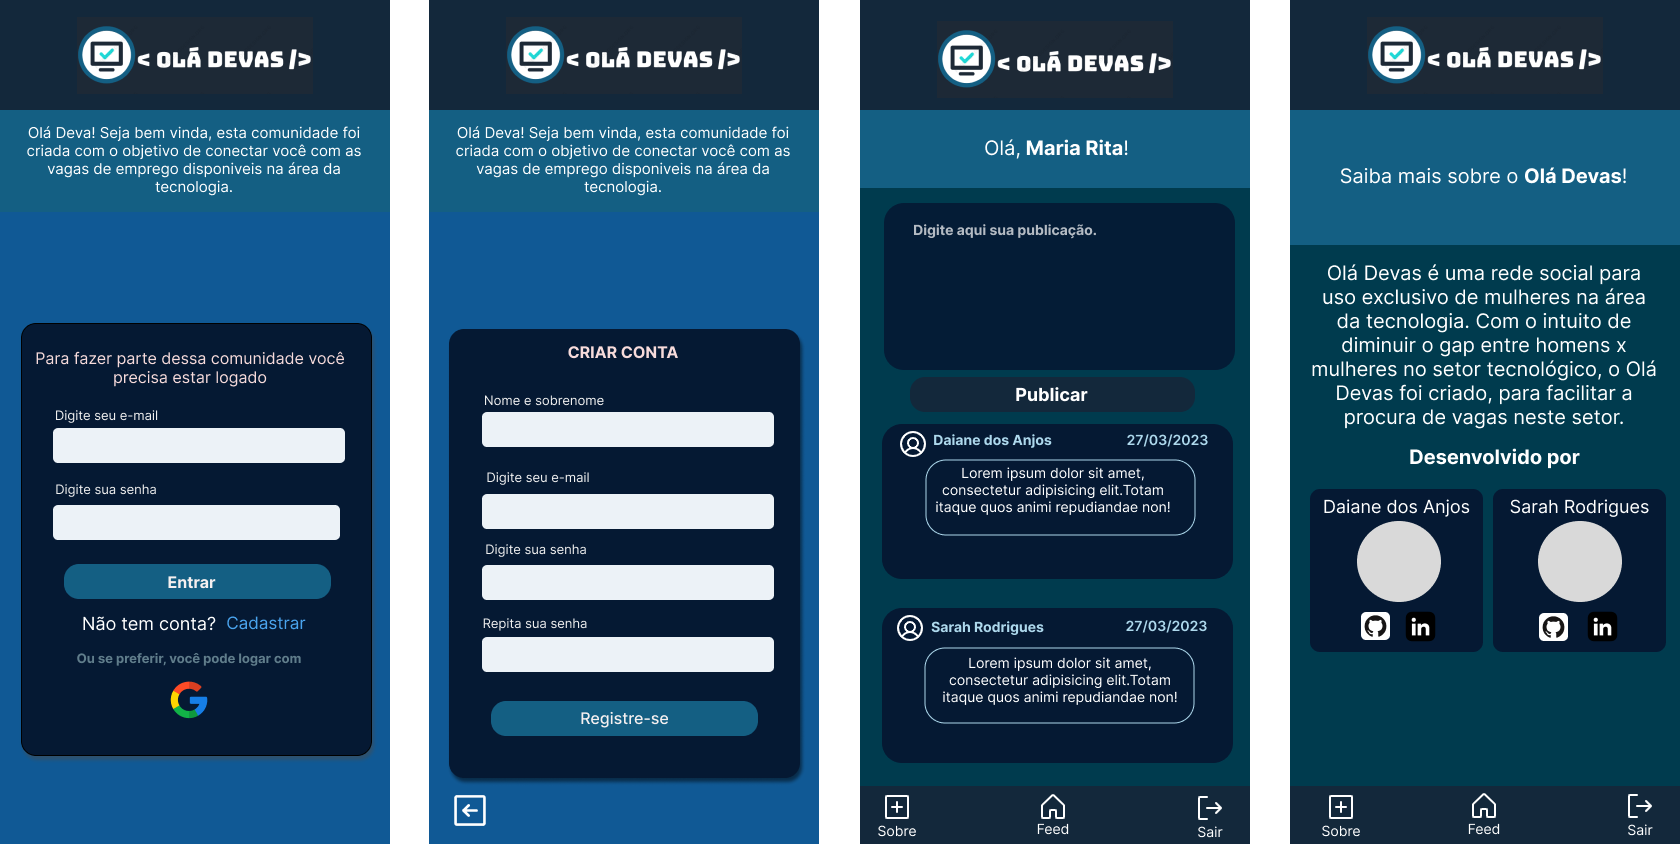 < OLÁ DEVAS />
Olá Deva! Seja bem vinda, esta comunidade foi
criada com o objetivo de conectar você com as
vagas de emprego disponiveis na área da
tecnologia.
Para fazer parte dessa comunidade você
precisa estar logado
Digite seu e-mail
Digite sua senha
Entrar
Não tem conta? Cadastrar
Ou se preferir, você pode logar com
< OLÁ DEVAS />
Olá Deva! Seja bem vinda, esta comunidade foi
criada com o objetivo de conectar você com as
vagas de emprego disponiveis na área da
tecnologia.
CRIAR CONTA
Nome e sobrenome
Digite seu e-mail
Digite sua senha
Repita sua senha
Registre-se
< OLÁ DEVAS />
Olá, Maria Rita!
Digite aqui sua publicação.
Publicar
Daiane dos Anjos 27/03/2023
Lorem ipsum dolor sit amet,
consectetur adipisicing elit.Totam
itaque quos animi repudiandae non!
Sarah Rodrigues 27/03/2023
Lorem ipsum dolor sit amet,
consectetur adipisicing elit.Totam
itaque quos animi repudiandae non!
Sobre Feed Sair
< OLÁ DEVAS />
Saiba mais sobre o Olá Devas!
Olá Devas é uma rede social para
uso exclusivo de mulheres na área
da tecnologia. Com o intuito de
diminuir o gap entre homens x
mulheres no setor tecnológico, o Olá
Devas foi criado, para facilitar a
procura de vagas neste setor.
Desenvolvido por
Daiane dos Anjos Sarah Rodrigues
in in
Sobre Feed Sair